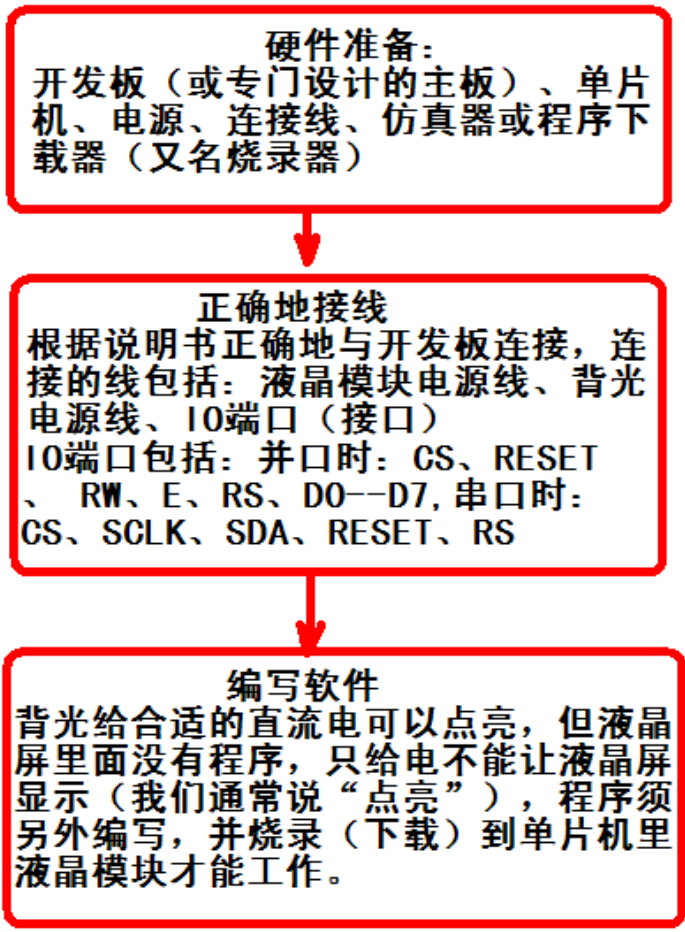 硬件准备：
开发板（或专门设计的主板）、单片
机、电源、连接线、仿真器或程序下
载器（又名烧录器）
正确地接线
根据说明书正确地与开发板连接，连
接的线包括：液晶模块电源线、背光
电源线、IO端口（接口）
IO端口包括：并口时：CS、RESET
、 RW、E、RS、D0--D7,串口时：
CS、SCLK、SDA、RESET、RS
编写软件
背光给合适的直流电可以点亮，但液晶
屏里面没有程序，只给电不能让液晶屏
显示（我们通常说“点亮”），程序须
另外编写，并烧录（下载）到单片机里
液晶模块才能工作。